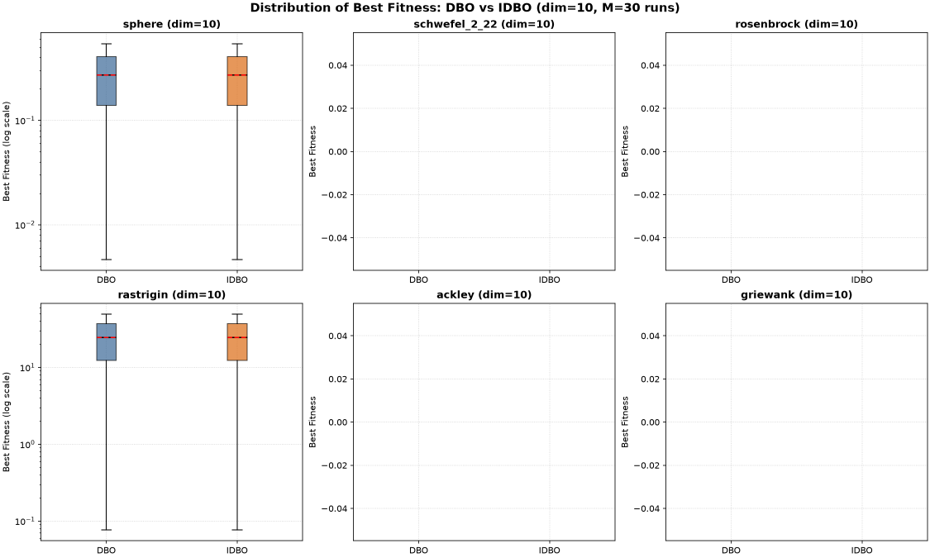 Distribution of Best Fitness: DBO vs IDBO (dim=10, M=30 runs)
sphere (dim=10)
Best Fitness (log scale)
10⁻¹
10⁻²
DBO
IDBO
schwefel_2_22 (dim=10)
Best Fitness
0.04
0.02
0.00
−0.02
−0.04
DBO
IDBO
rosenbrock (dim=10)
Best Fitness
0.04
0.02
0.00
−0.02
−0.04
DBO
IDBO
rastrigin (dim=10)
Best Fitness (log scale)
10¹
10⁰
10⁻¹
DBO
IDBO
ackley (dim=10)
Best Fitness
0.04
0.02
0.00
−0.02
−0.04
DBO
IDBO
griewank (dim=10)
Best Fitness
0.04
0.02
0.00
−0.02
−0.04
DBO
IDBO